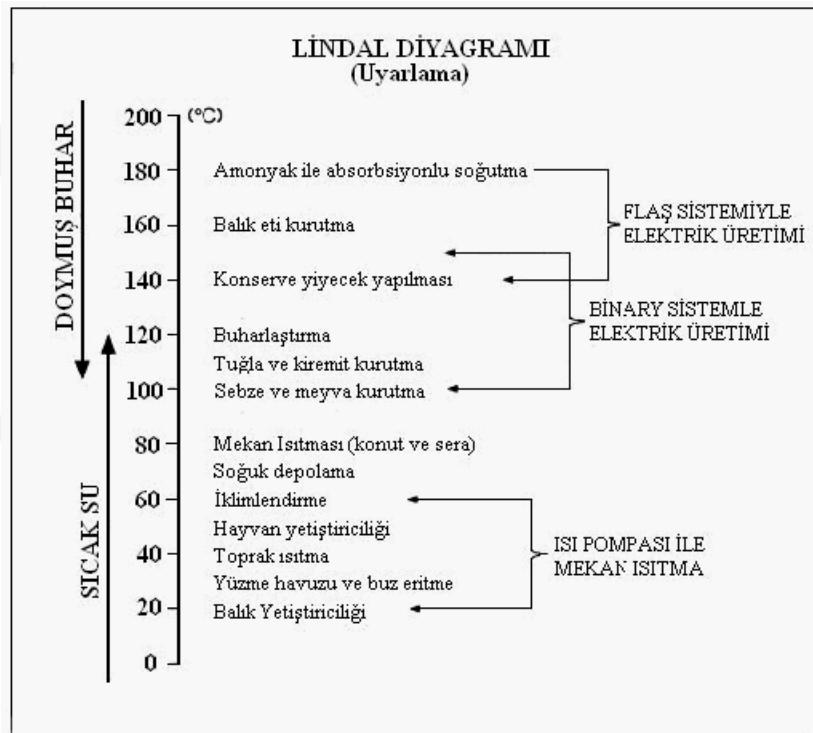 LİNDAL DİYAGRAMI
(Uyarlama)
DOYMUŞ BUHAR
SICAK SU
200 (°C)
180 Amonyak ile absorbsiyonlu soğutma
160 Balık eti kurutma
140 Konserve yiyecek yapılması
120 Buharlaştırma
Tuğla ve kiremit kurutma
100 Sebze ve meyva kurutma
80 Mekan Isıtması (konut ve sera)
Soğuk depolama
60 İklimlendirme
Hayvan yetiştiriciliği
40 Toprak ısıtma
Yüzme havuzu ve buz eritme
20 Balık Yetiştiriciliği
0
FLAŞ SİSTEMİYLE
ELEKTRİK ÜRETİMİ
BİNARY SİSTEMLE
ELEKTRİK ÜRETİMİ
ISI POMPASI İLE
MEKAN ISITMA